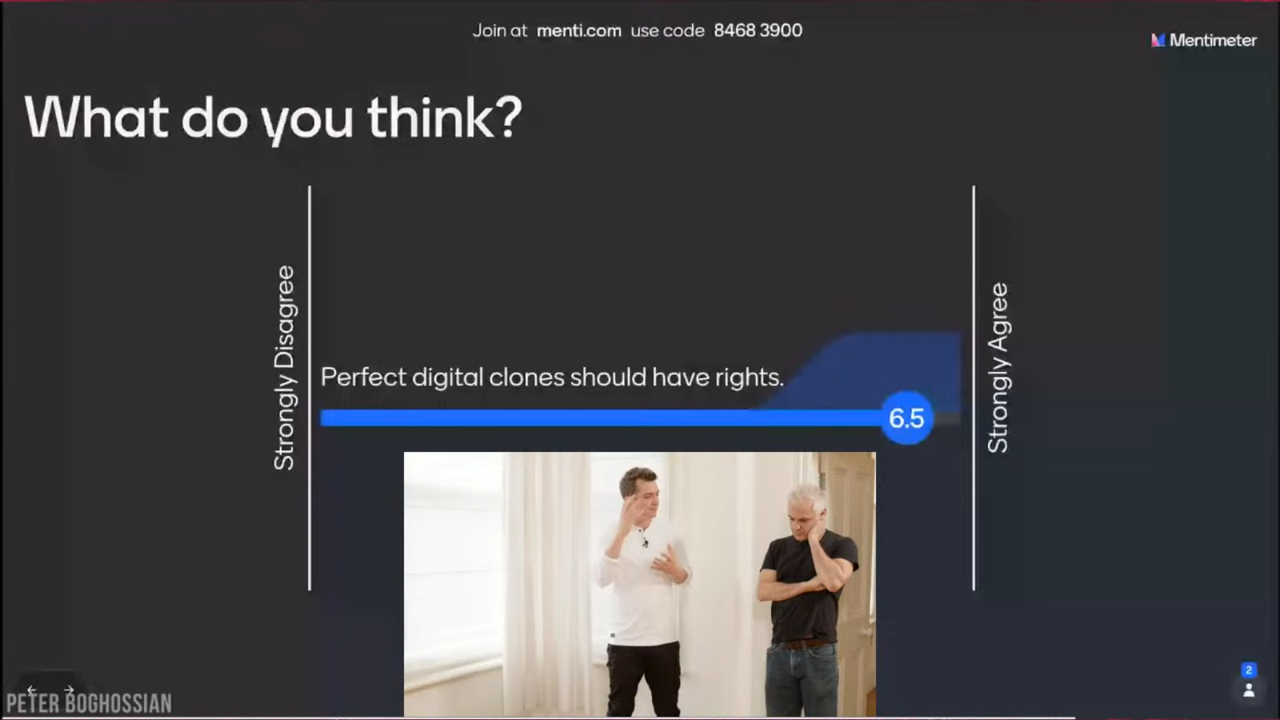 Join at menti.com use code 8468 3900
Mentimeter
What do you think?
Strongly Disagree
Perfect digital clones should have rights.
6.5
Strongly Agree
2
PETER BOGHOSSIAN